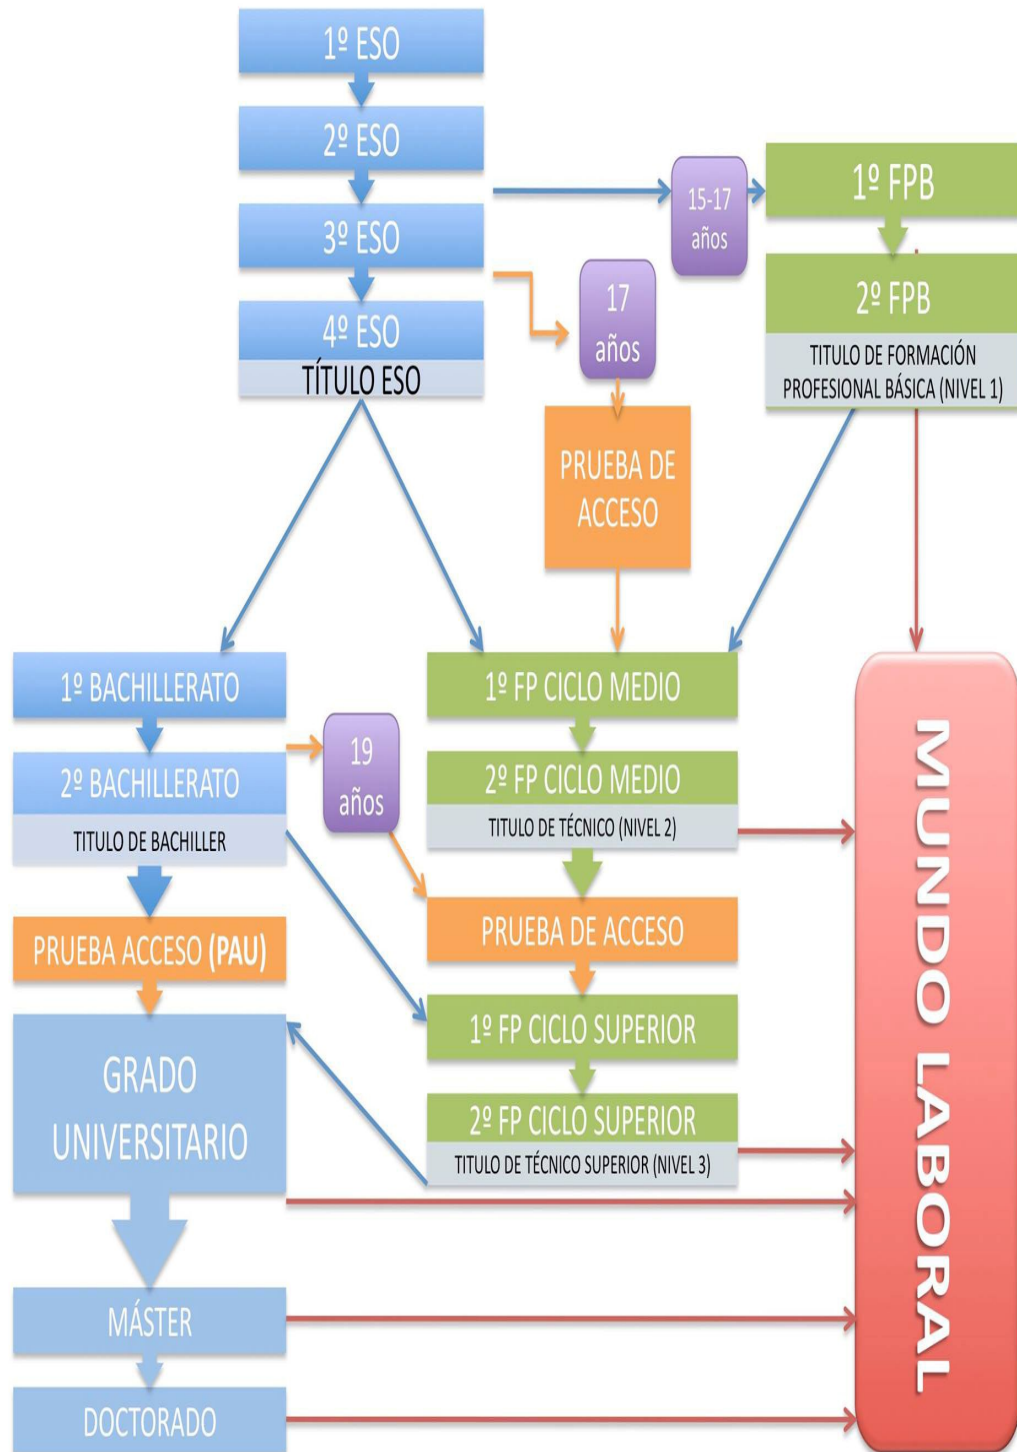 1º ESO
2º ESO
3º ESO
4º ESO
TÍTULO ESO
15-17
años
17
años
1º FPB
2º FPB
TITULO DE FORMACIÓN
PROFESIONAL BÁSICA (NIVEL 1)
PRUEBA DE
ACCESO
1º BACHILLERATO
2º BACHILLERATO
TITULO DE BACHILLER
19
años
PRUEBA ACCESO (PAU)
GRADO
UNIVERSITARIO
MÁSTER
DOCTORADO
1º FP CICLO MEDIO
2º FP CICLO MEDIO
TITULO DE TÉCNICO (NIVEL 2)
PRUEBA DE ACCESO
1º FP CICLO SUPERIOR
2º FP CICLO SUPERIOR
TITULO DE TÉCNICO SUPERIOR (NIVEL 3)
MUNDO LABORAL